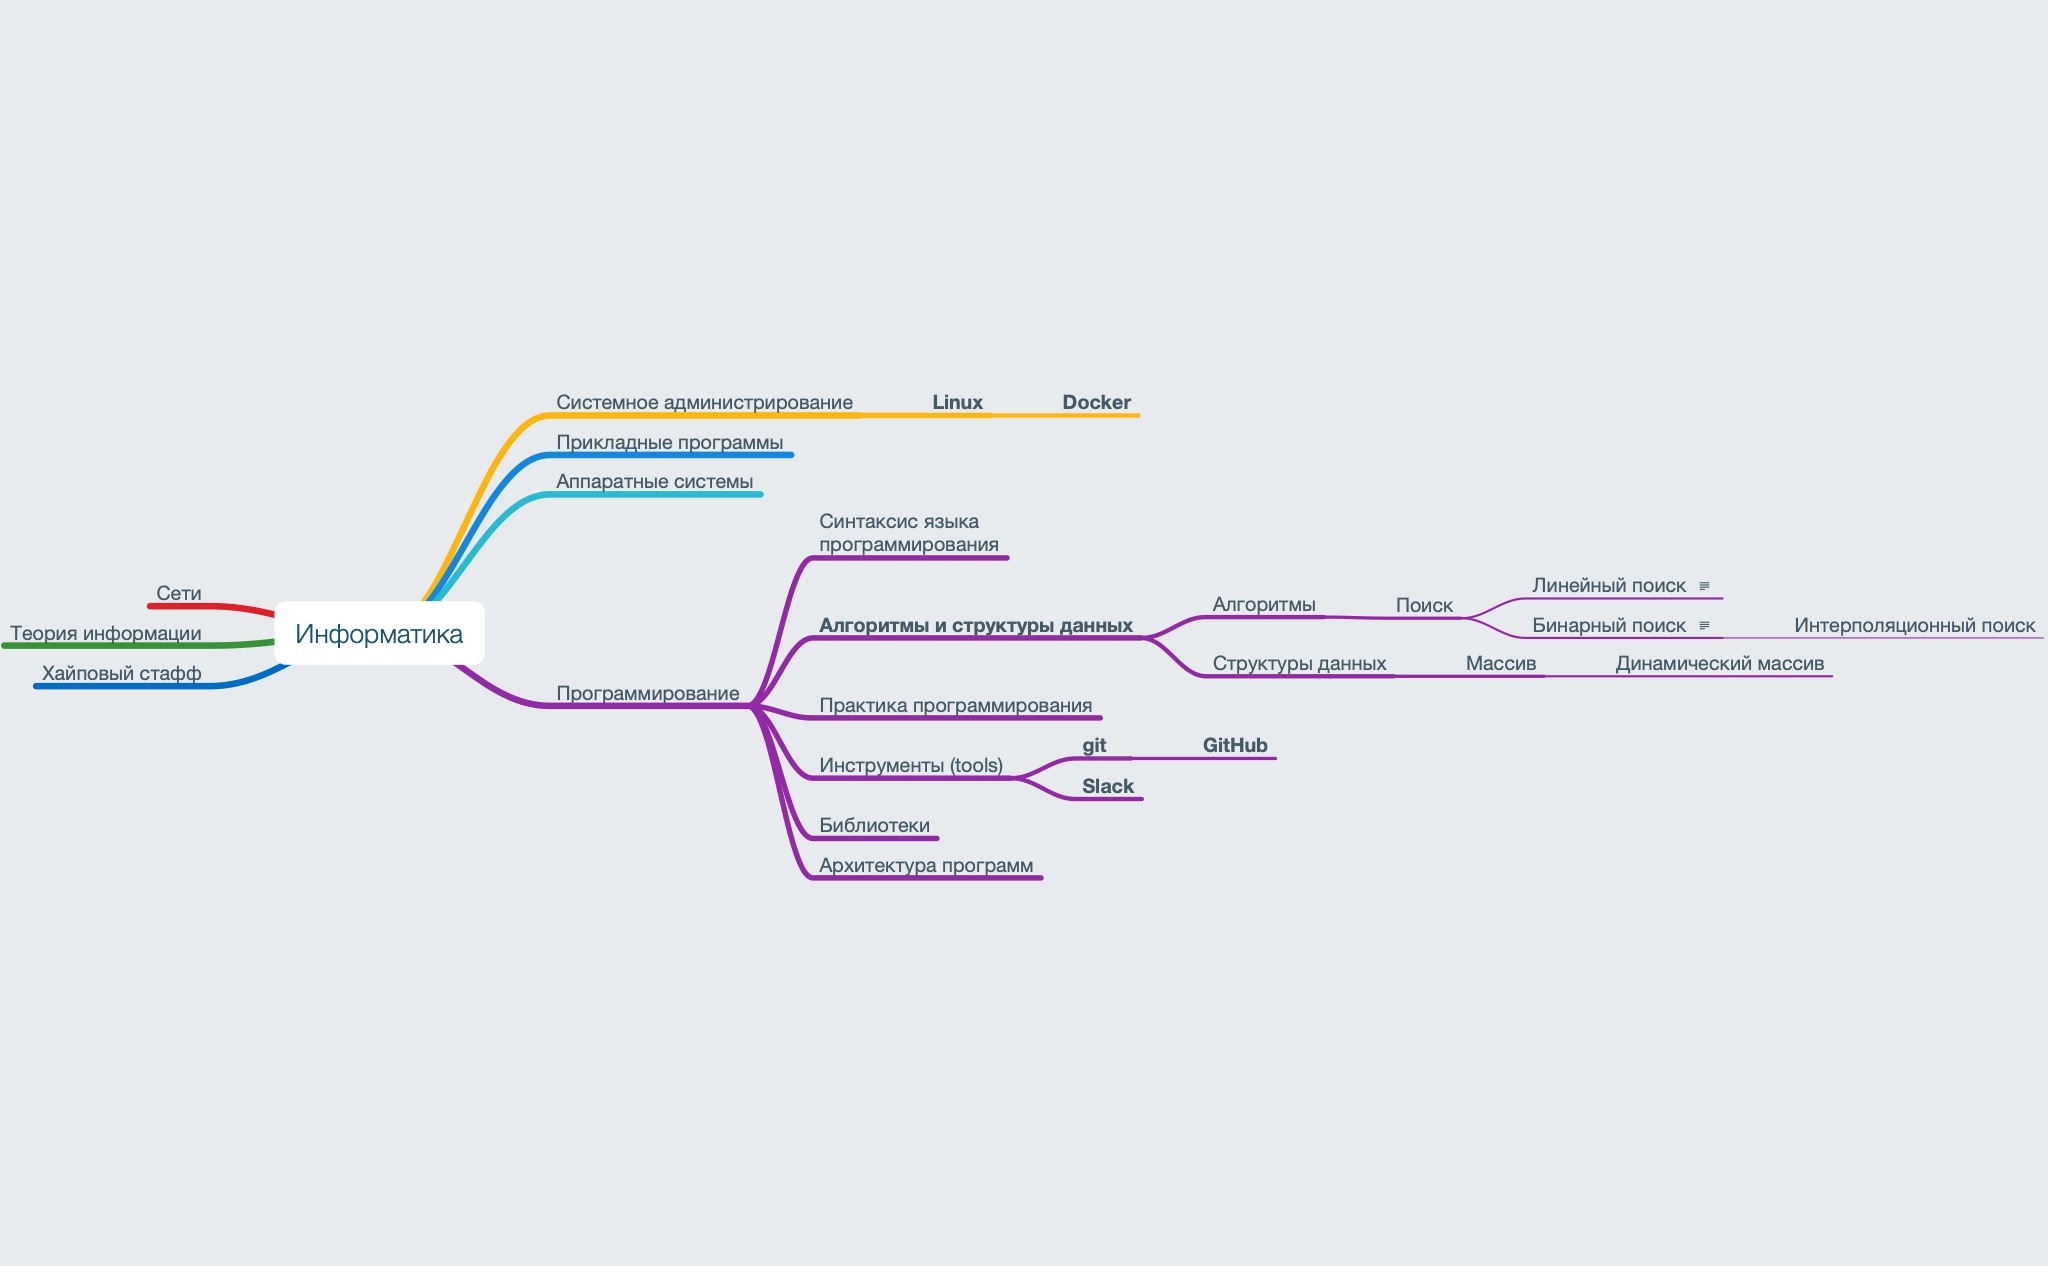 Информатика
Сети
Теория информации
Хайповый стафф
Системное администрирование
Linux
Docker
Прикладные программы
Аппаратные системы
Программирование
Синтаксис языка
программирования
Алгоритмы и структуры данных
Алгоритмы
Поиск
Линейный поиск
Бинарный поиск
Интерполяционный поиск
Структуры данных
Массив
Динамический массив
Практика программирования
Инструменты (tools)
git
GitHub
Slack
Библиотеки
Архитектура программ